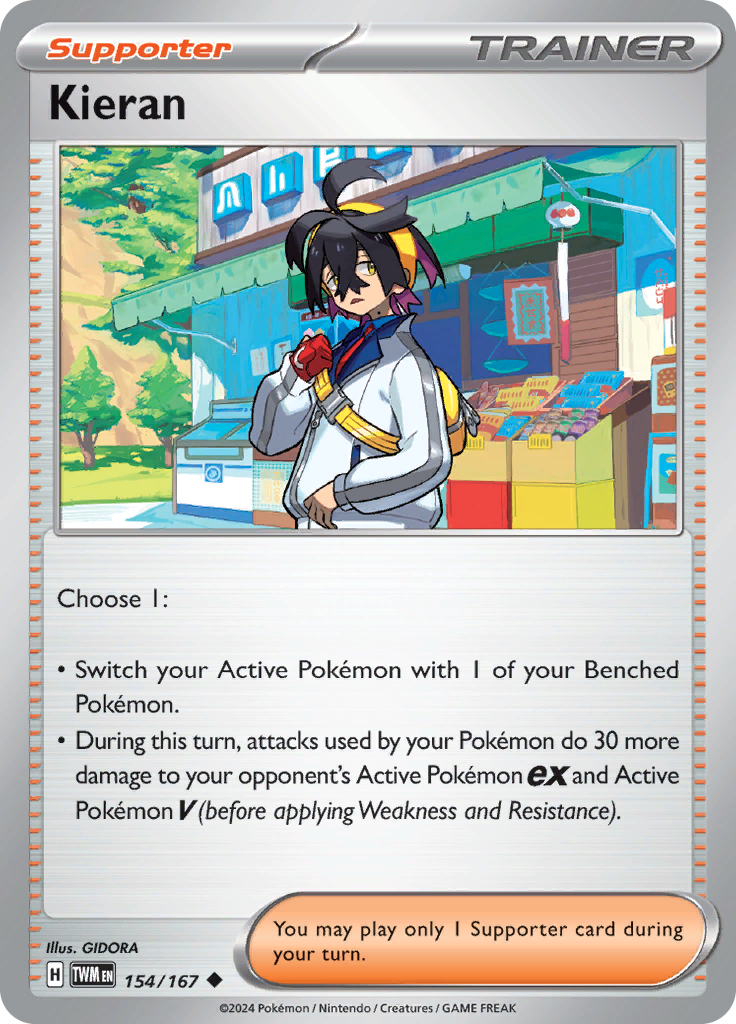 Supporter
TRAINER
Kieran
Choose 1:
• Switch your Active Pokémon with 1 of your Benched
Pokémon.
• During this turn, attacks used by your Pokémon do 30 more
damage to your opponent's Active Pokémon ex and Active
Pokémon V (before applying Weakness and Resistance).
You may play only 1 Supporter card during
your turn.
Illus. GIDORA
H TWM EN 154/167
©2024 Pokémon / Nintendo / Creatures / GAME FREAK